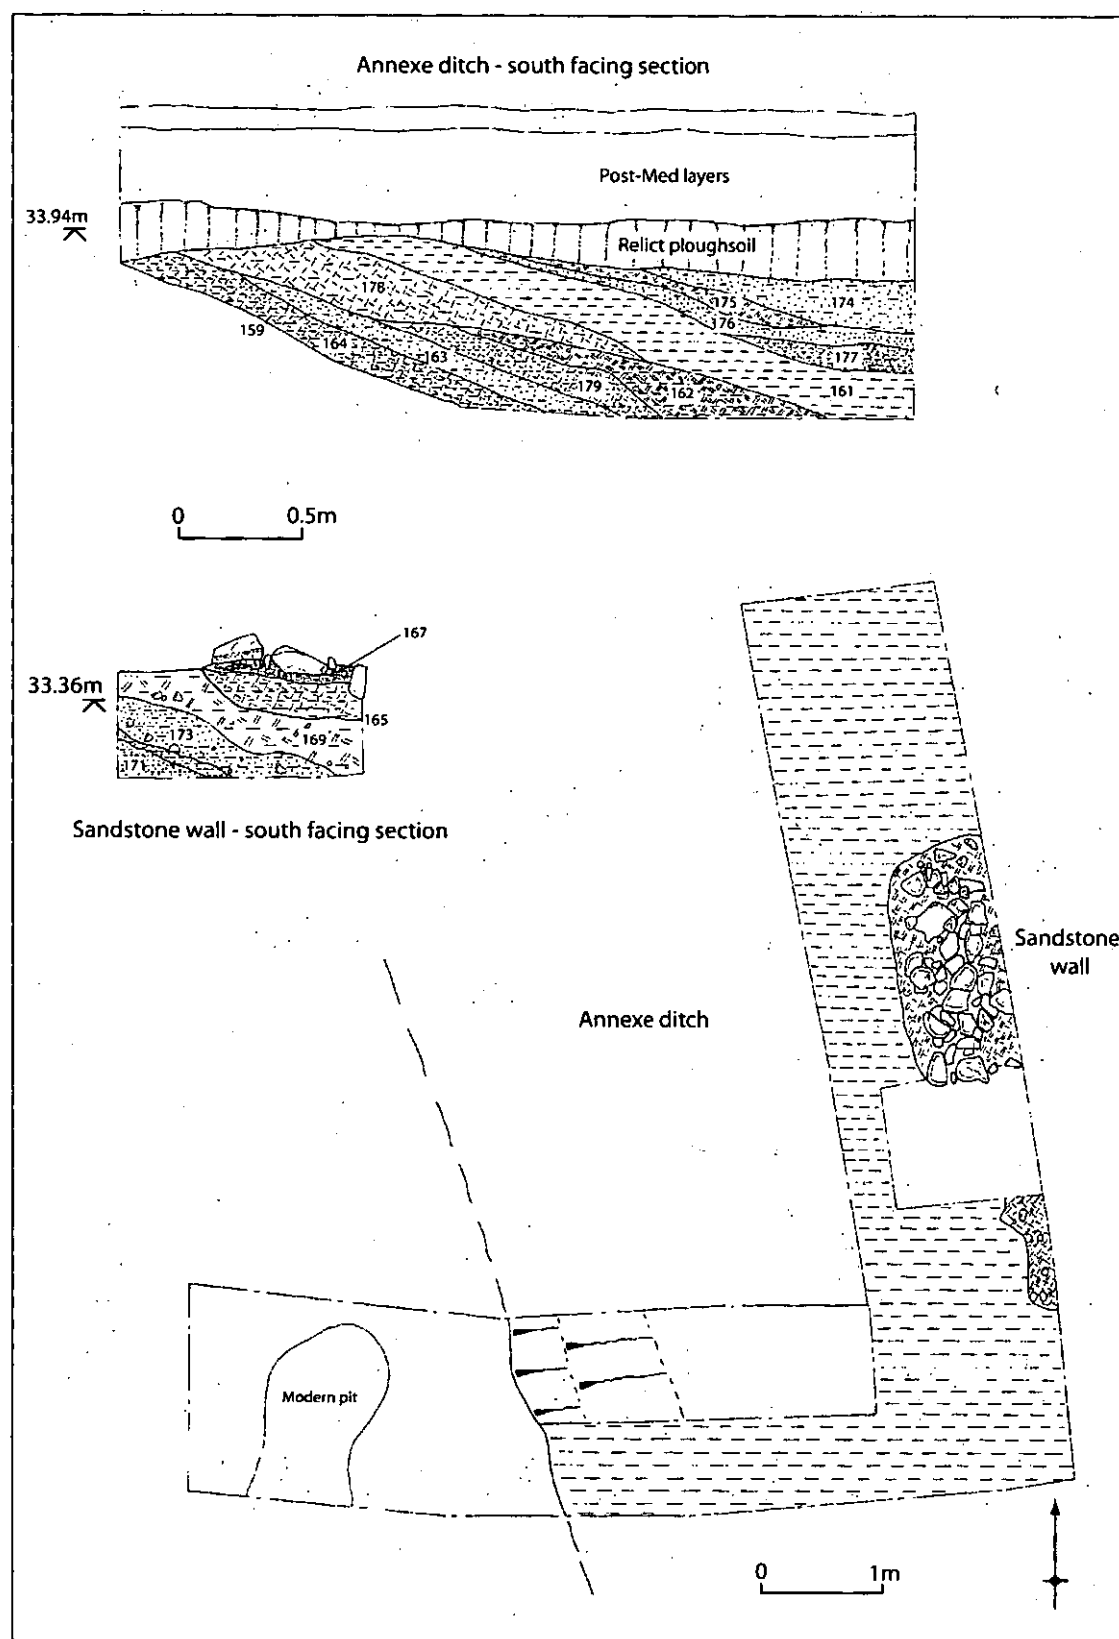 Annexe ditch - south facing section
Post-Med layers
33.94m
Relict ploughsoil
178
175
174
159
176
164
163
177
179
162
161
0
0.5m
167
33.36m
165
173
169
171
Sandstone wall - south facing section
Sandstone
wall
Annexe ditch
Modern pit
0
1m